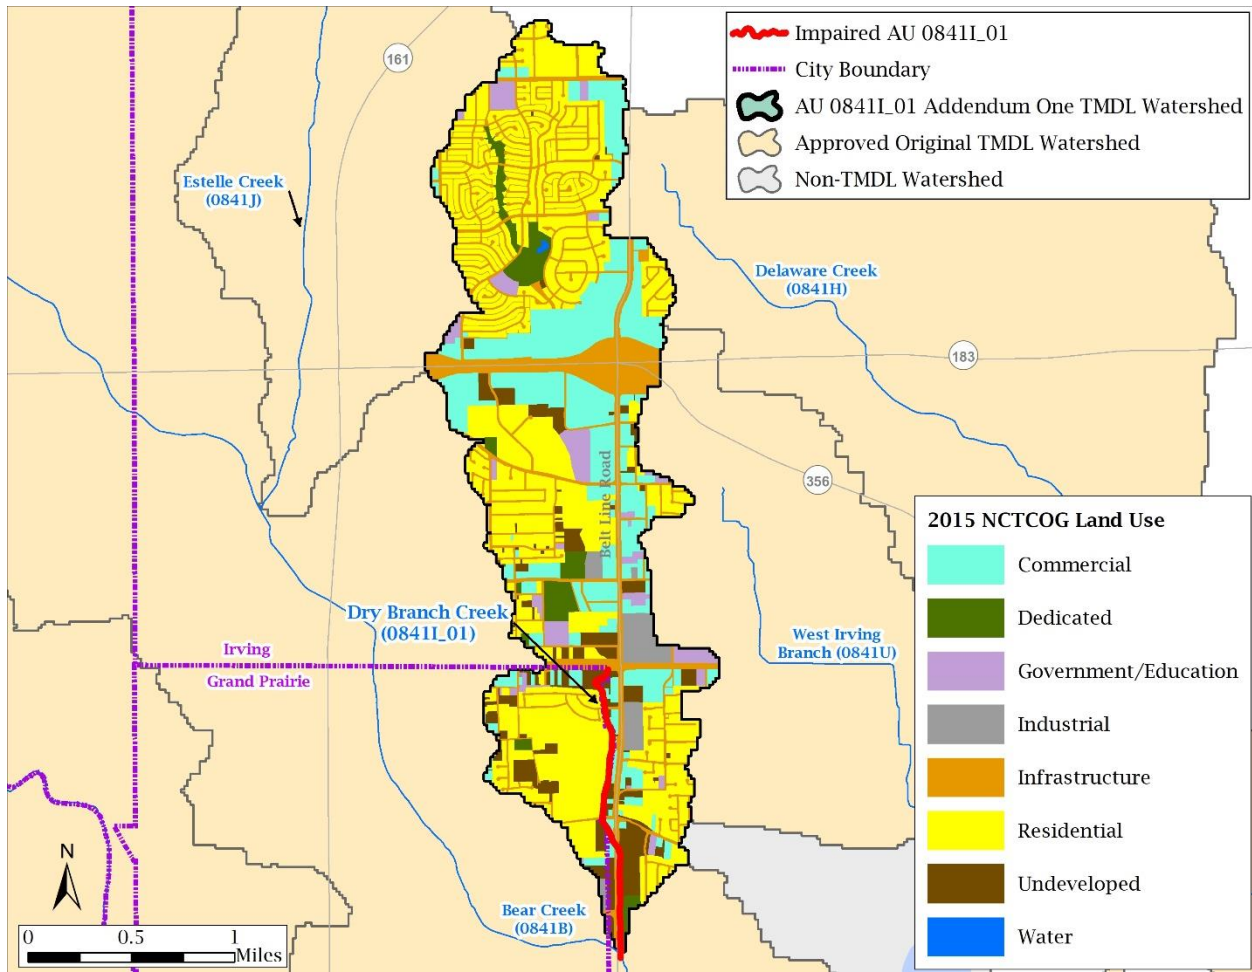 161
Impaired AU 0841I_01
City Boundary
AU 0841I_01 Addendum One TMDL Watershed
Approved Original TMDL Watershed
Non-TMDL Watershed
Estelle Creek
(0841J)
Delaware Creek
(0841H)
183
356
Belt Line Road
Dry Branch Creek
(0841I_01)
West Irving
Branch (0841U)
Irving
Grand Prairie
Bear Creek
(0841B)
N
0 0.5 1
Miles
2015 NCTCOG Land Use
Commercial
Dedicated
Government/Education
Industrial
Infrastructure
Residential
Undeveloped
Water